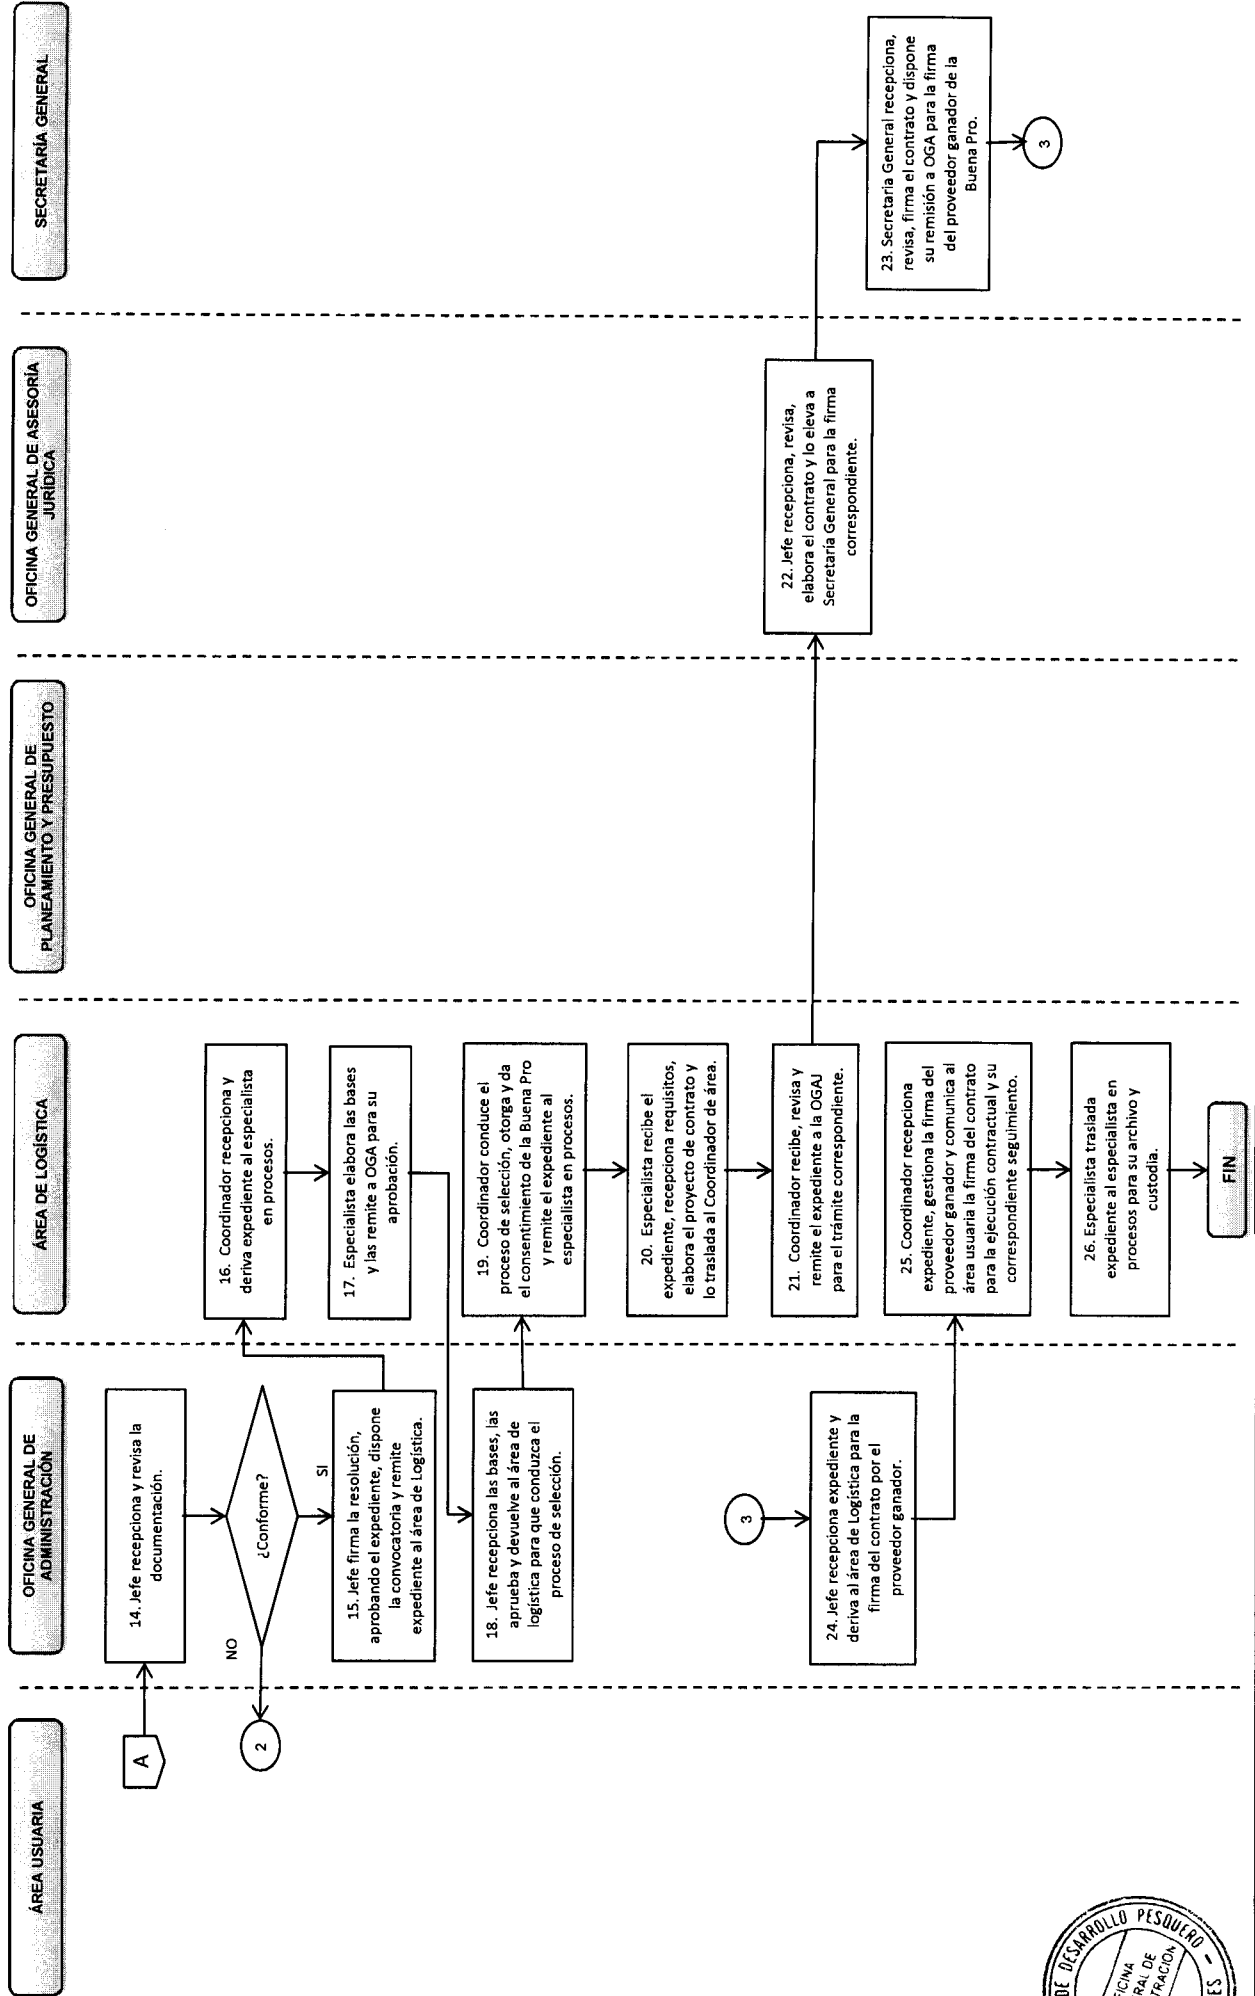 ÁREA USUARIA
OFICINA GENERAL DE
ADMINISTRACIÓN
ÁREA DE LOGÍSTICA
OFICINA GENERAL DE
PLANEAMIENTO Y PRESUPUESTO
OFICINA GENERAL DE ASESORÍA
JURÍDICA
SECRETARÍA GENERAL
A
14. Jefe recepciona y revisa la
documentación.
¿Conforme?
NO
2
SI
15. Jefe firma la resolución,
aprobando el expediente, dispone
la convocatoria y remite
expediente al área de Logística.
16. Coordinador recepciona y
deriva expediente al especialista
en procesos.
17. Especialista elabora las bases
y las remite a OGA para su
aprobación.
18. Jefe recepciona las bases, las
aprueba y devuelve al área de
logística para que conduzca el
proceso de selección.
19. Coordinador conduce el
proceso de selección, otorga y da
el consentimiento de la Buena Pro
y remite el expediente al
especialista en procesos.
20. Especialista recibe el
expediente, recepciona requisitos,
elabora el proyecto de contrato y
lo traslada al Coordinador de área.
21. Coordinador recibe, revisa y
remite el expediente a la OGAJ
para el trámite correspondiente.
22. Jefe recepciona, revisa,
elabora el contrato y lo eleva a
Secretaría General para la firma
correspondiente.
23. Secretaria General recepciona,
revisa, firma el contrato y dispone
su remisión a OGA para la firma
del proveedor ganador de la
Buena Pro.
3
3
24. Jefe recepciona expediente y
deriva al área de Logística para la
firma del contrato por el
proveedor ganador.
25. Coordinador recepciona
expediente, gestiona la firma del
proveedor ganador y comunica al
área usuaria la firma del contrato
para la ejecución contractual y su
correspondiente seguimiento.
26. Especialista traslada
expediente al especialista en
procesos para su archivo y
custodia.
FIN
DE DESARROLLO PESQUERO -